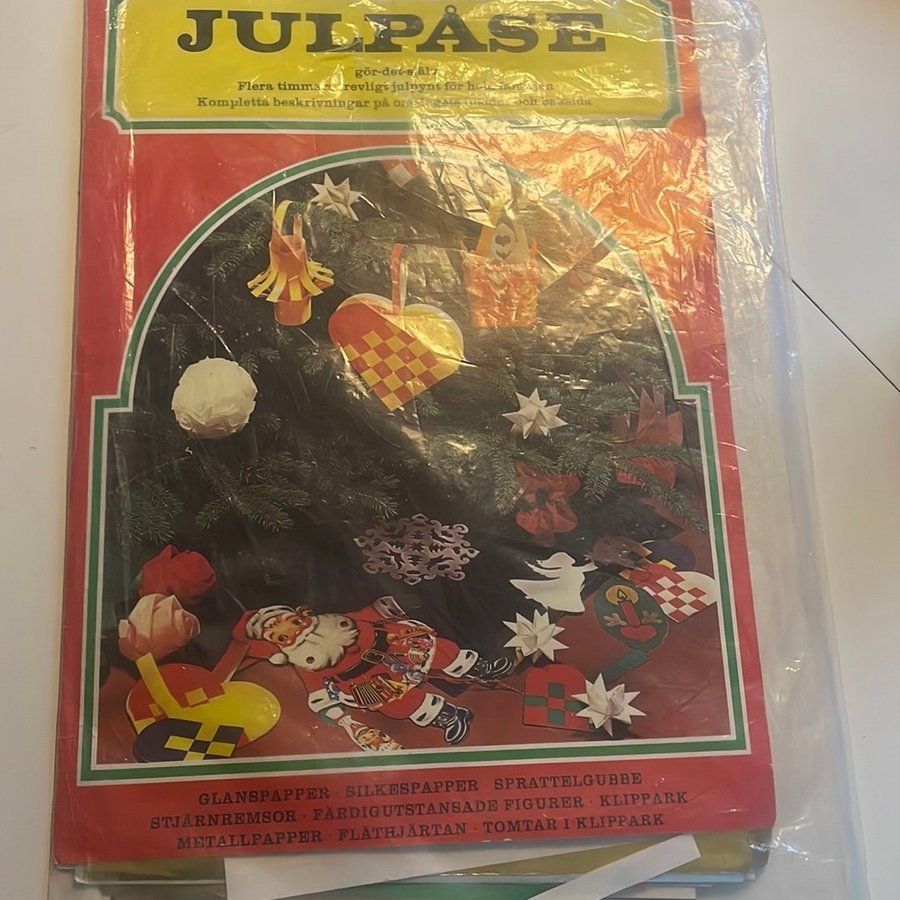 JULPÅSE
gör-det-själv
Flera timmars trevligt julpynt för hela familjen
Kompletta beskrivningar på omslagets insida och baksida
GLANSPAPPER · SILKESPAPPER · SPRATTELGUBBE
STJÄRNREMSOR · FÄRDIGUTSTANSADE FIGURER · KLIPPARK
METALLPAPPER · FLÄTHJÄRTAN · TOMTAR I KLIPPARK